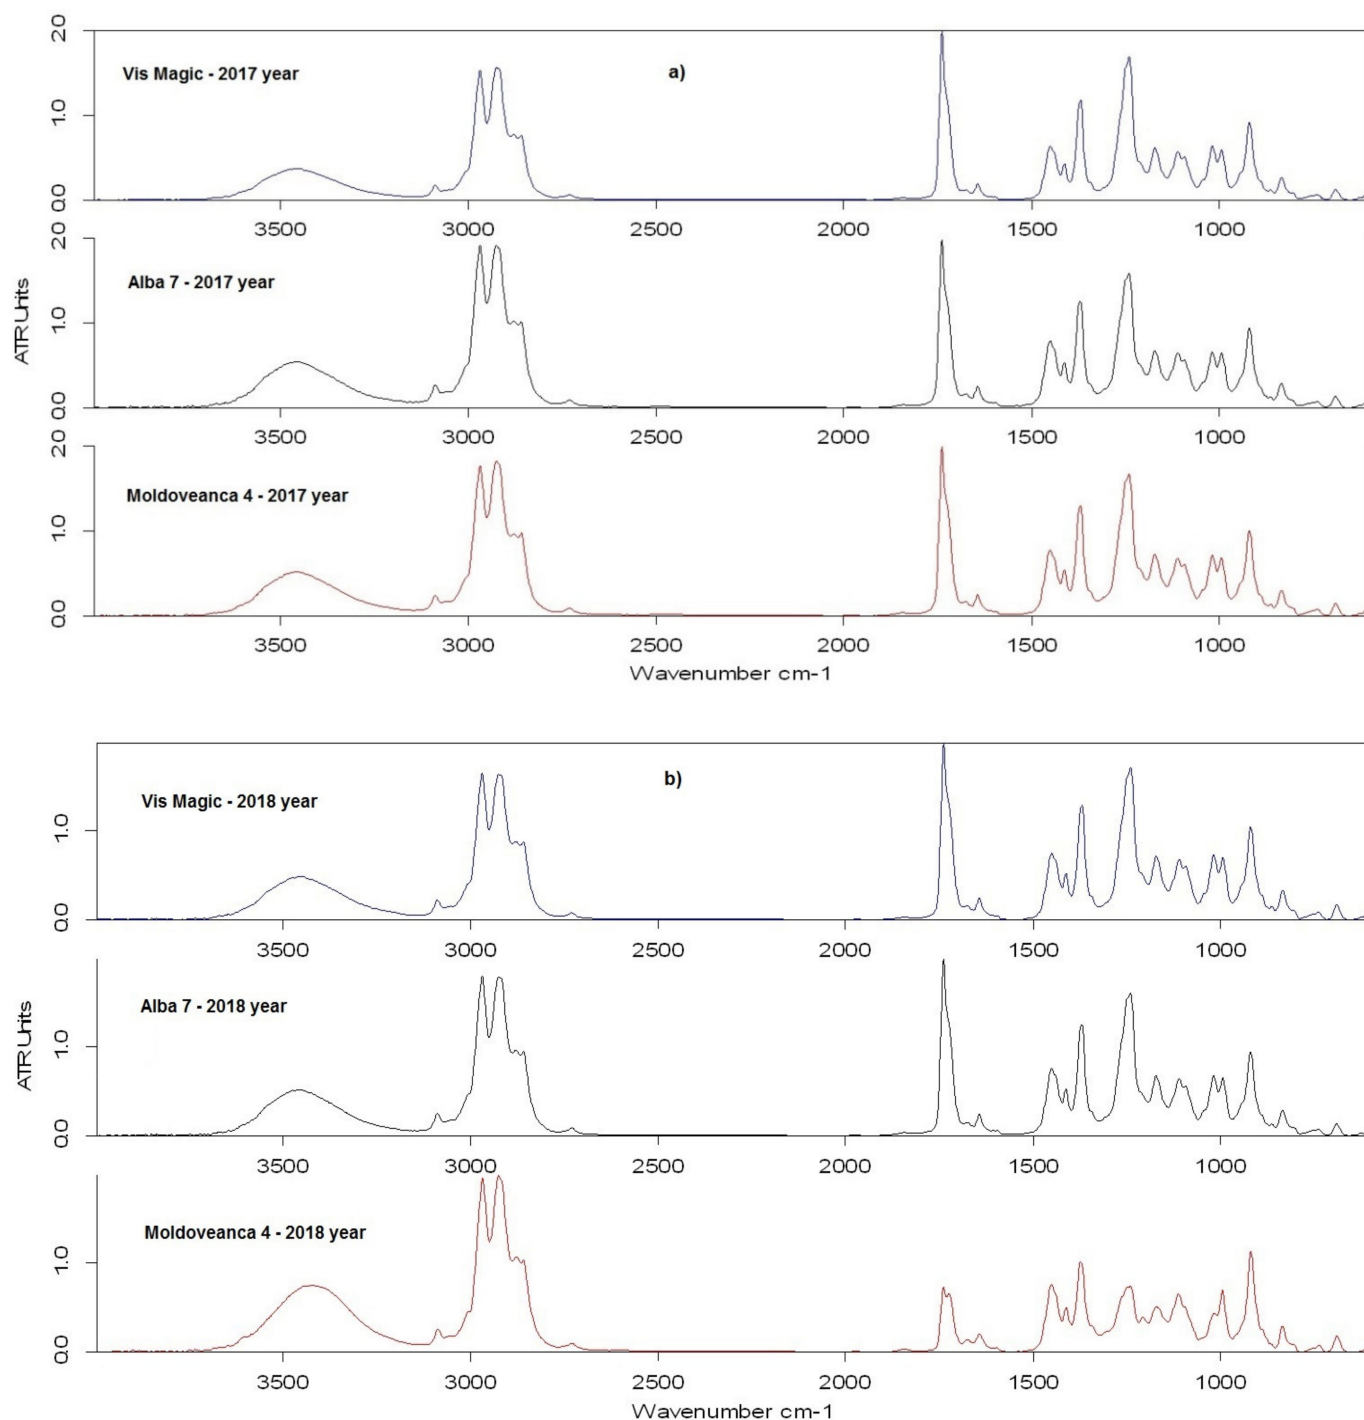 2.0
1.0
0.0
Vis Magic - 2017 year
a)
3500 3000 2500 2000 1500 1000
2.0
1.0
0.0
Alba 7 - 2017 year
ATR Units
3500 3000 2500 2000 1500 1000
2.0
1.0
0.0
Moldoveanca 4 - 2017 year
3500 3000 2500 2000 1500 1000
Wavenumber cm-1
1.0
0.0
Vis Magic - 2018 year
b)
3500 3000 2500 2000 1500 1000
1.0
0.0
Alba 7 - 2018 year
ATR Units
3500 3000 2500 2000 1500 1000
1.0
0.0
Moldoveanca 4 - 2018 year
3500 3000 2500 2000 1500 1000
Wavenumber cm-1